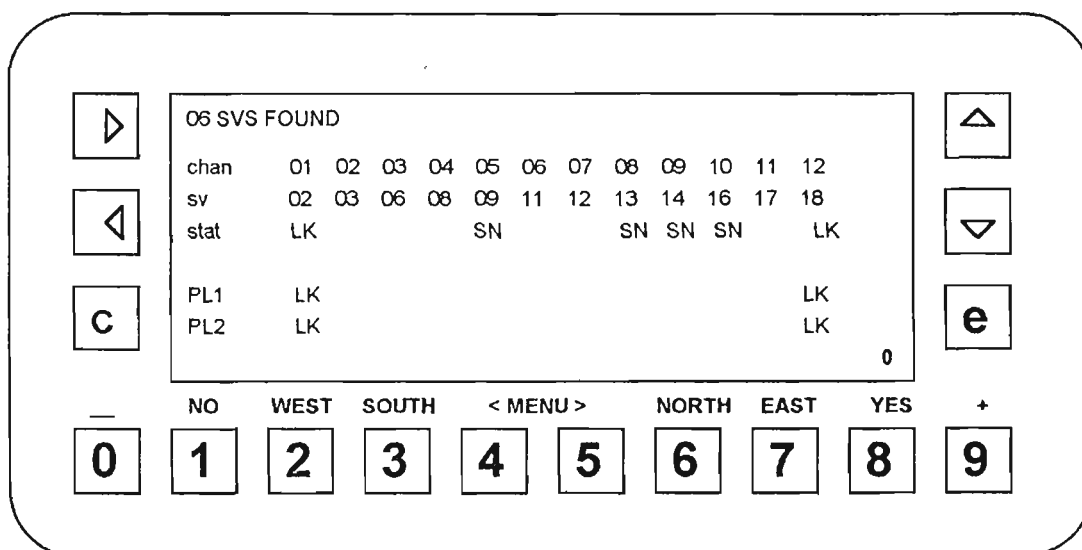 06 SVS FOUND
chan 01 02 03 04 05 06 07 08 09 10 11 12
sv 02 03 06 08 09 11 12 13 14 16 17 18
stat LK SN SN SN SN LK
PL1 LK LK
PL2 LK LK
0
C e
— NO WEST SOUTH < MENU > NORTH EAST YES +
0 1 2 3 4 5 6 7 8 9